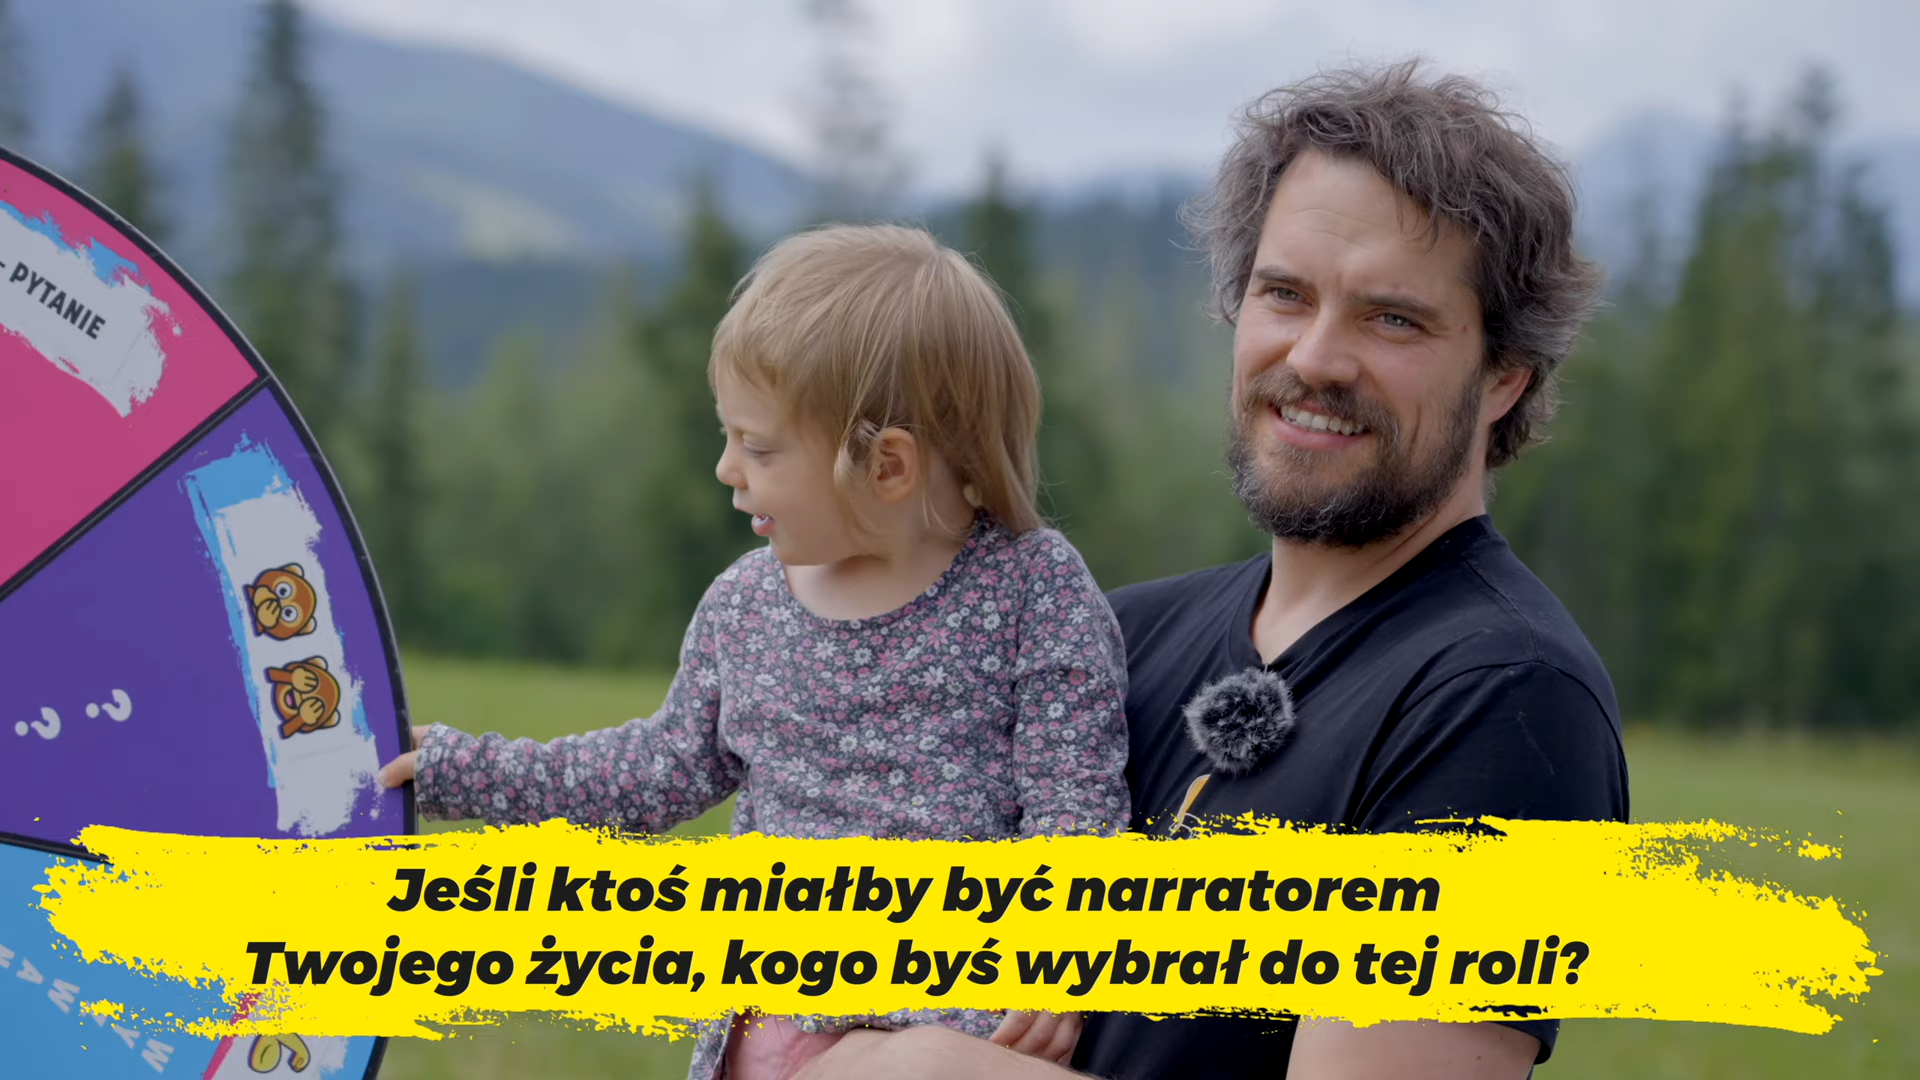 - PYTANIE
? ?
Jeśli ktoś miałby być narratorem
Twojego życia, kogo byś wybrał do tej roli?